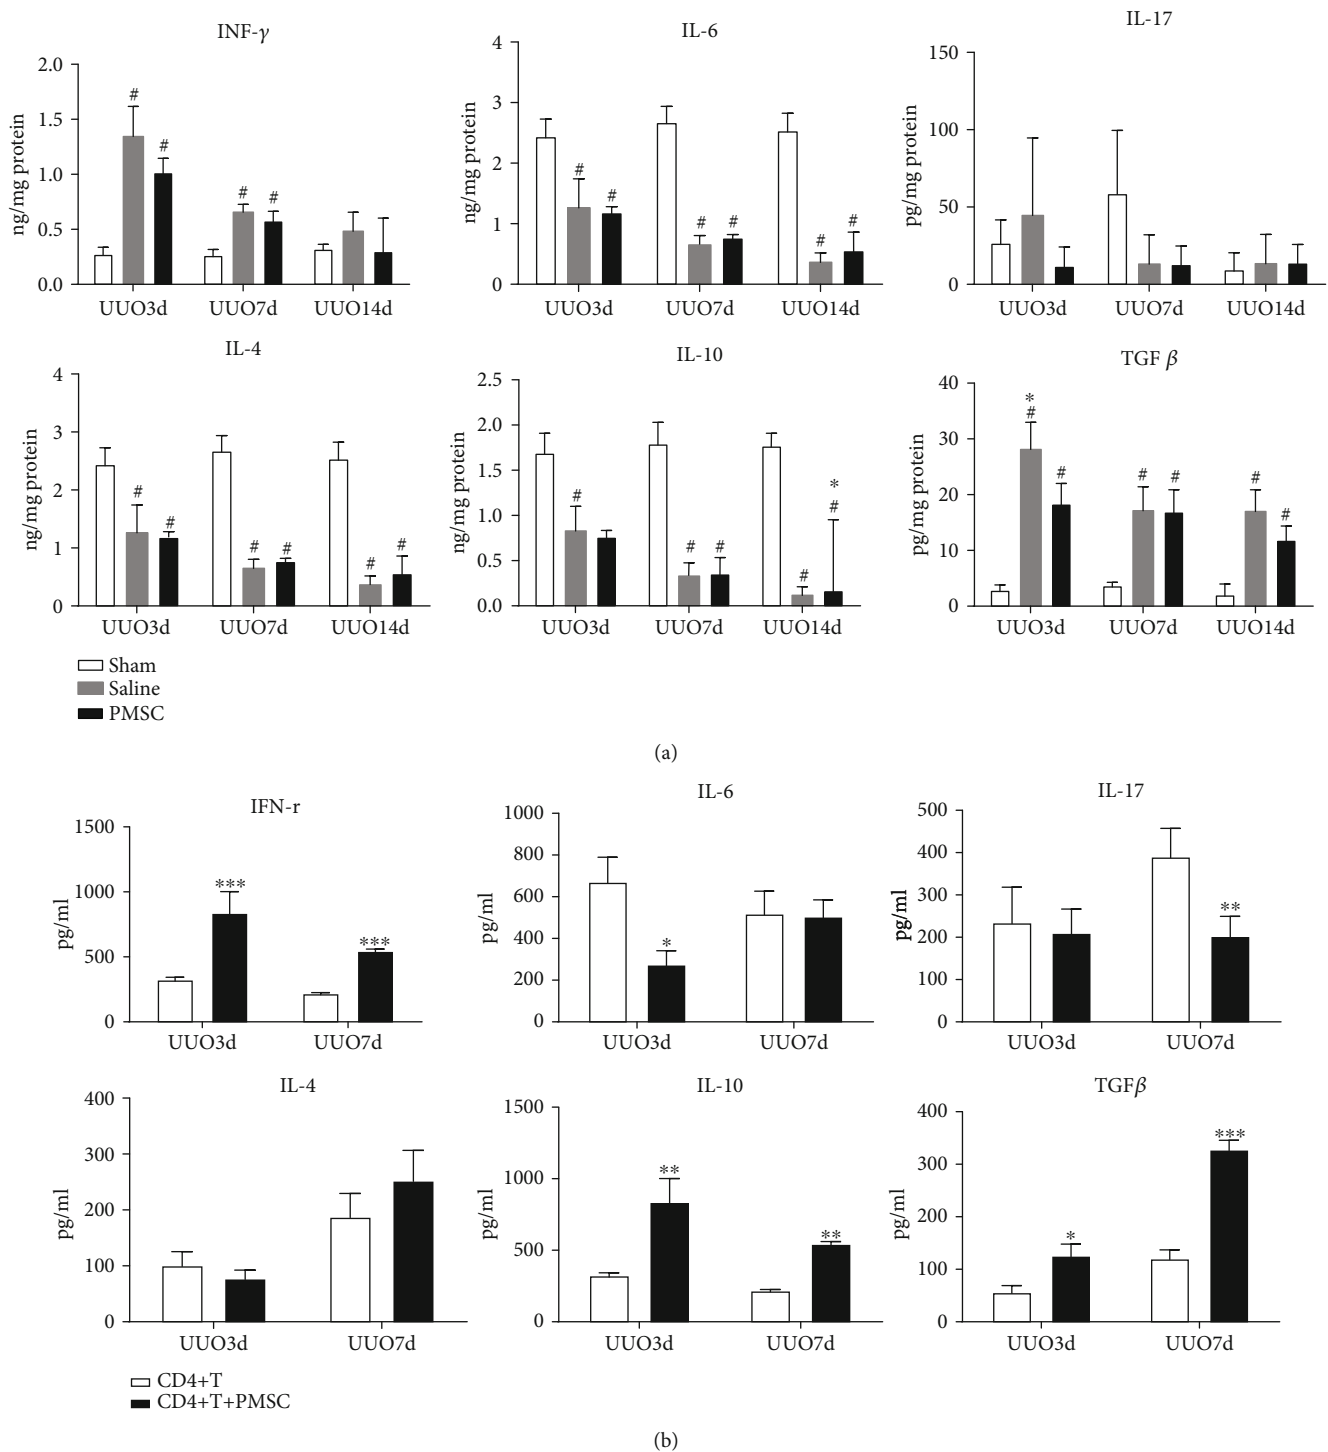 INF-γ
2.0
1.5
1.0
0.5
0.0
ng/mg protein
#
#
#
#
UUO3d UUO7d UUO14d
IL-6
4
3
2
1
0
ng/mg protein
#
#
#
#
#
#
UUO3d UUO7d UUO14d
IL-17
150
100
50
0
pg/mg protein
UUO3d UUO7d UUO14d
IL-4
4
3
2
1
0
ng/mg protein
#
#
#
#
#
#
UUO3d UUO7d UUO14d
IL-10
2.5
2.0
1.5
1.0
0.5
0.0
ng/mg protein
#
#
#
#
*
#
UUO3d UUO7d UUO14d
TGF β
40
30
20
10
0
pg/mg protein
*
#
#
#
#
#
#
UUO3d UUO7d UUO14d
Sham
Saline
PMSC
(a)
IFN-r
1500
1000
500
0
pg/ml
***
***
UUO3d UUO7d
IL-6
1000
800
600
400
200
0
pg/ml
*
UUO3d UUO7d
IL-17
500
400
300
200
100
0
pg/ml
**
UUO3d UUO7d
IL-4
400
300
200
100
0
pg/ml
UUO3d UUO7d
IL-10
1500
1000
500
0
pg/ml
**
**
UUO3d UUO7d
TGFβ
400
300
200
100
0
pg/ml
*
***
UUO3d UUO7d
CD4+T
CD4+T+PMSC
(b)